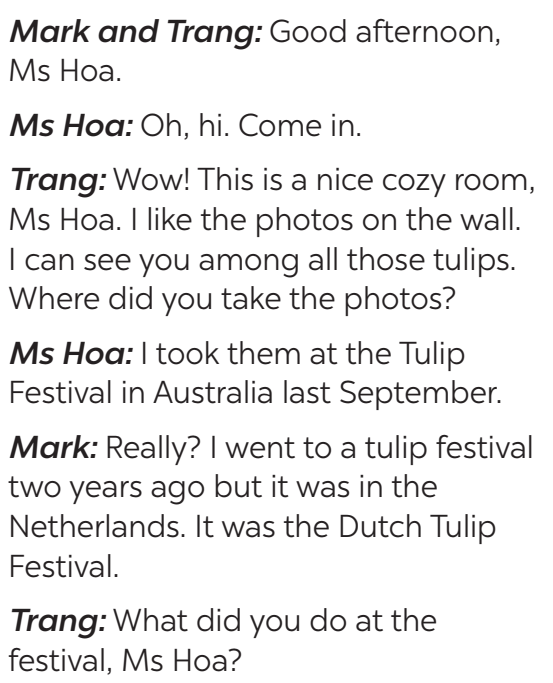 Mark and Trang: Good afternoon,
Ms Hoa.
Ms Hoa: Oh, hi. Come in.
Trang: Wow! This is a nice cozy room,
Ms Hoa. I like the photos on the wall.
I can see you among all those tulips.
Where did you take the photos?
Ms Hoa: I took them at the Tulip
Festival in Australia last September.
Mark: Really? I went to a tulip festival
two years ago but it was in the
Netherlands. It was the Dutch Tulip
Festival.
Trang: What did you do at the
festival, Ms Hoa?